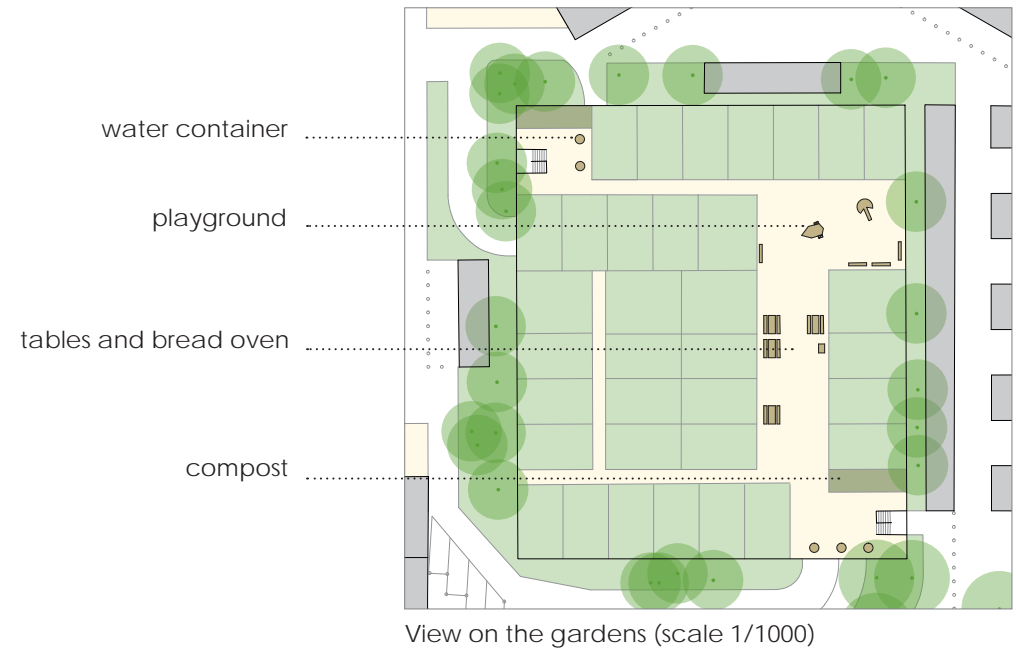 water container
playground
tables and bread oven
compost
View on the gardens (scale 1/1000)